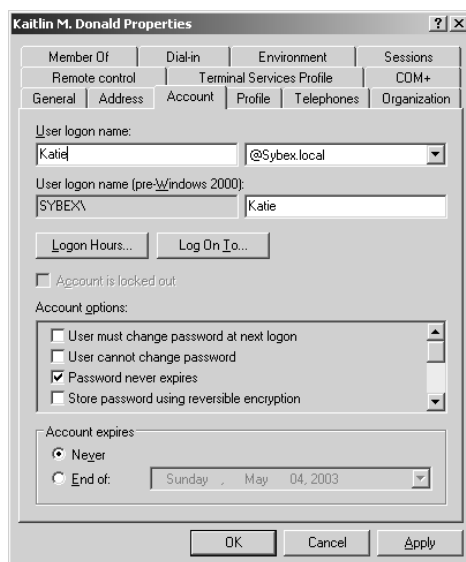 Kaitlin M. Donald Properties
Member Of Dial-in Environment Sessions
Remote control Terminal Services Profile COM+
General Address Account Profile Telephones Organization
User logon name:
Katie @Sybex.local
User logon name (pre-Windows 2000):
SYBEX\ Katie
Logon Hours... Log On To...
Account is locked out
Account options:
User must change password at next logon
User cannot change password
Password never expires
Store password using reversible encryption
Account expires
Never
End of: Sunday , May 04, 2003
OK Cancel Apply